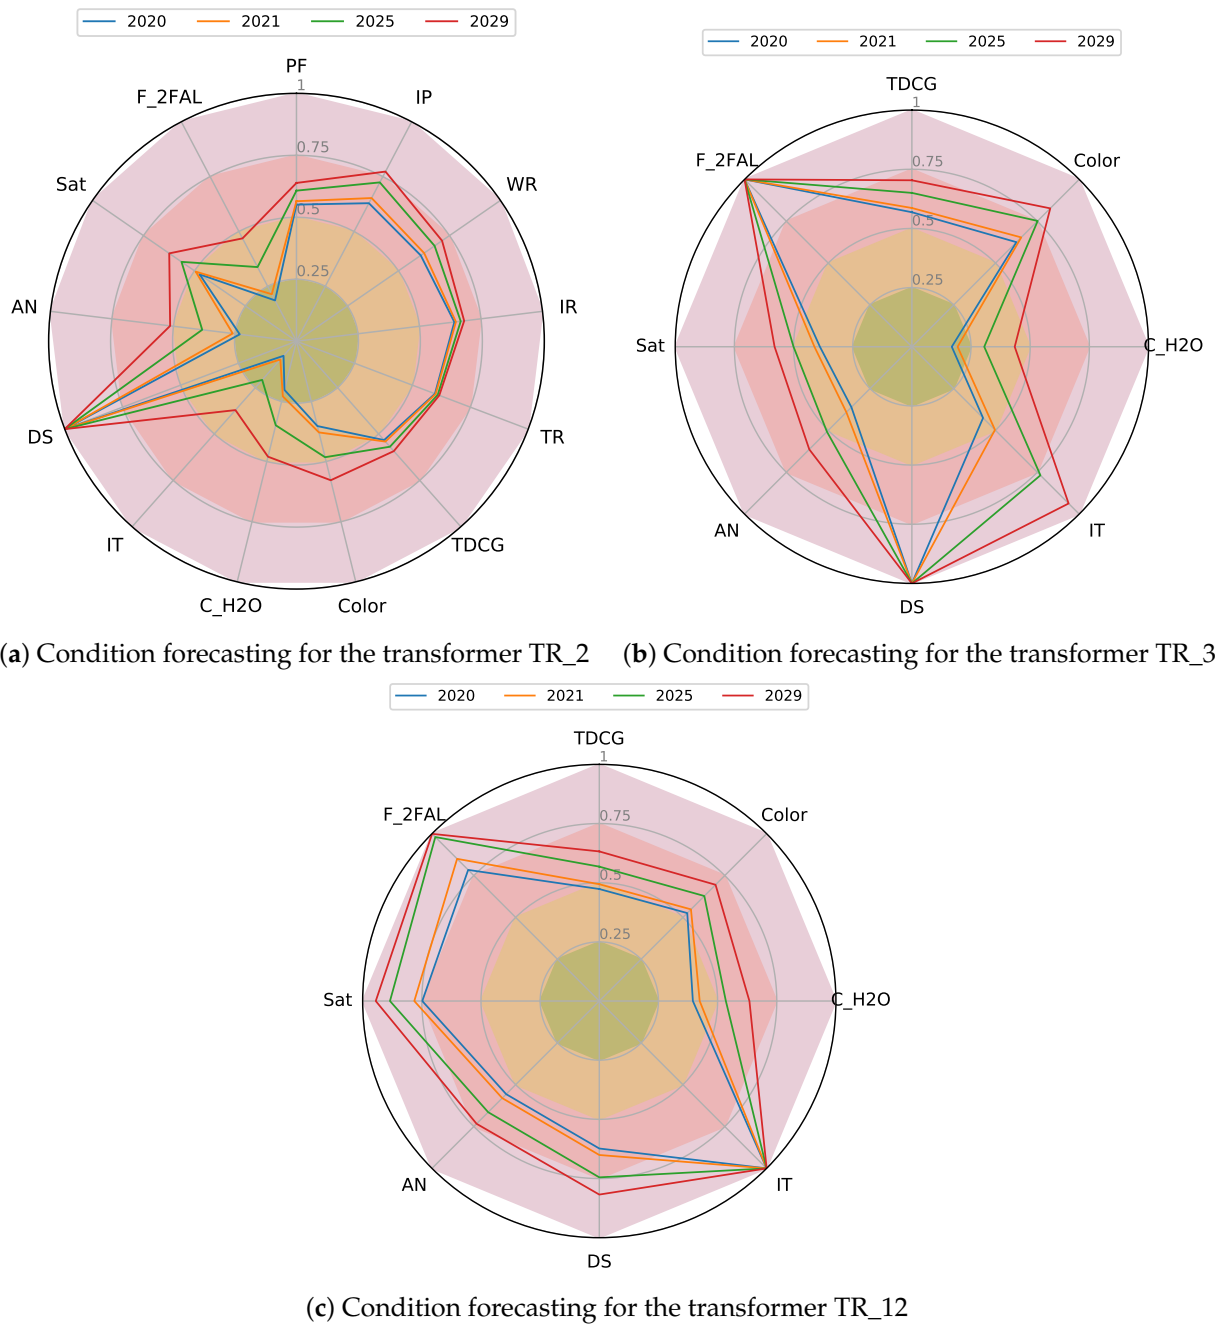 2020 2021 2025 2029
PF
1
F_2FAL IP
0.75
Sat WR
0.5
0.25
AN IR
DS TR
IT TDCG
C_H2O Color
(a) Condition forecasting for the transformer TR_2
2020 2021 2025 2029
TDCG
1
F_2FAL Color
0.75
0.5
0.25
Sat C_H2O
AN IT
DS
(b) Condition forecasting for the transformer TR_3
2020 2021 2025 2029
TDCG
1
F_2FAL Color
0.75
0.5
0.25
Sat C_H2O
AN IT
DS
(c) Condition forecasting for the transformer TR_12